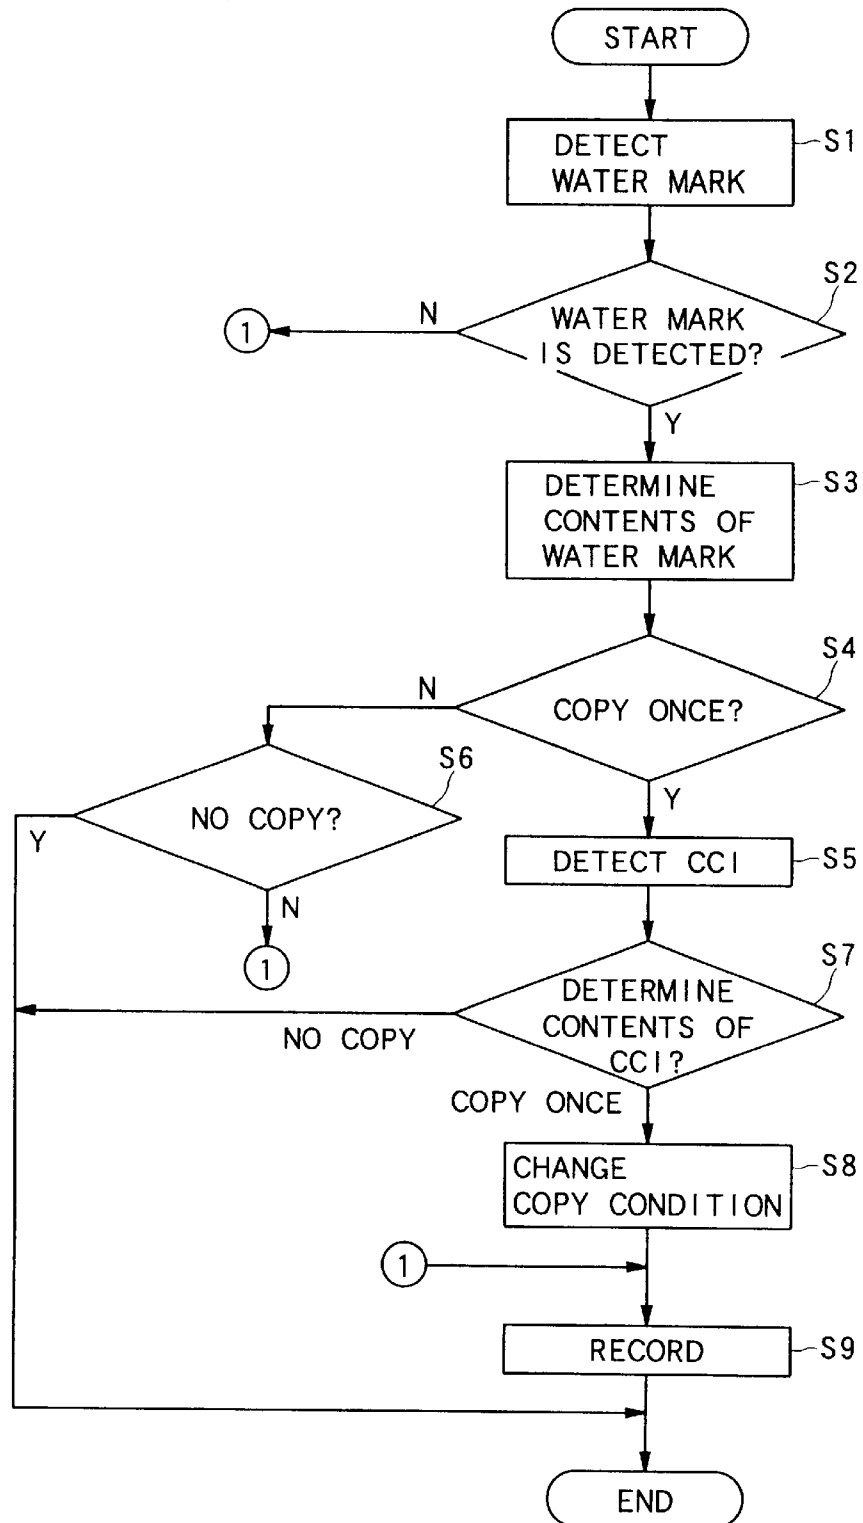 START
DETECT
WATER MARK
S1
S2
WATER MARK
IS DETECTED?
N
1
Y
DETERMINE
CONTENTS OF
WATER MARK
S3
S4
COPY ONCE?
N
Y
S6
NO COPY?
Y
N
1
DETECT CCI
S5
S7
DETERMINE
CONTENTS OF
CCI?
NO COPY
COPY ONCE
CHANGE
COPY CONDITION
S8
1
RECORD
S9
END